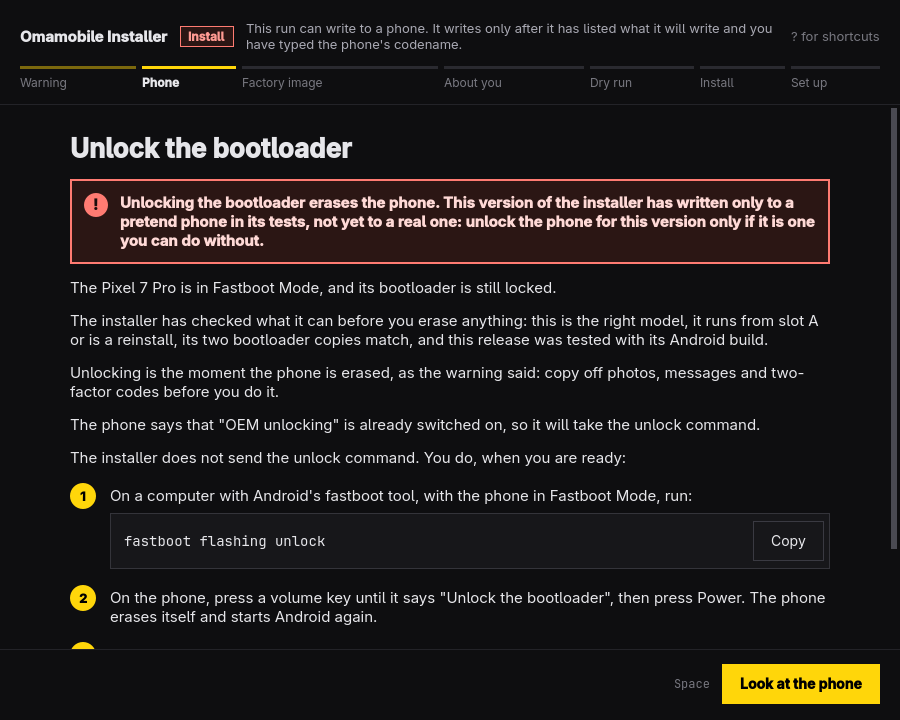 Omamobile Installer
Install
This run can write to a phone. It writes only after it has listed what it will write and you
have typed the phone's codename.
? for shortcuts
Warning
Phone
Factory image
About you
Dry run
Install
Set up
Unlock the bootloader
!
Unlocking the bootloader erases the phone. This version of the installer has written only to a
pretend phone in its tests, not yet to a real one: unlock the phone for this version only if it is one
you can do without.
The Pixel 7 Pro is in Fastboot Mode, and its bootloader is still locked.
The installer has checked what it can before you erase anything: this is the right model, it runs from slot A
or is a reinstall, its two bootloader copies match, and this release was tested with its Android build.
Unlocking is the moment the phone is erased, as the warning said: copy off photos, messages and two-
factor codes before you do it.
The phone says that "OEM unlocking" is already switched on, so it will take the unlock command.
The installer does not send the unlock command. You do, when you are ready:
1 On a computer with Android's fastboot tool, with the phone in Fastboot Mode, run:
fastboot flashing unlock
Copy
2 On the phone, press a volume key until it says "Unlock the bootloader", then press Power. The phone
erases itself and starts Android again.
Space
Look at the phone